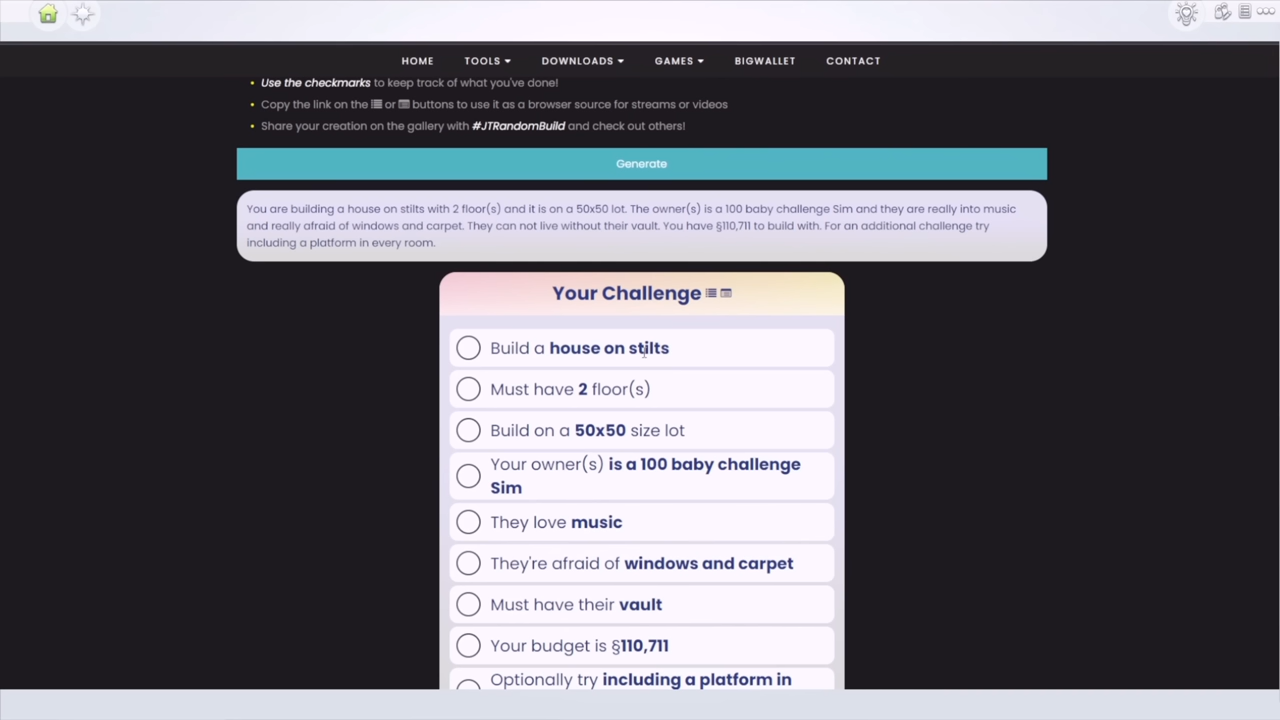 HOME TOOLS DOWNLOADS GAMES BIGWALLET CONTACT
• Use the checkmarks to keep track of what you've done!
• Copy the link on the or buttons to use it as a browser source for streams or videos
• Share your creation on the gallery with #JTRandomBuild and check out others!
Generate
You are building a house on stilts with 2 floor(s) and it is on a 50x50 lot. The owner(s) is a 100 baby challenge Sim and they are really into music
and really afraid of windows and carpet. They can not live without their vault. You have §110,711 to build with. For an additional challenge try
including a platform in every room.
Your Challenge
Build a house on stilts
Must have 2 floor(s)
Build on a 50x50 size lot
Your owner(s) is a 100 baby challenge
Sim
They love music
They're afraid of windows and carpet
Must have their vault
Your budget is §110,711
Optionally try including a platform in